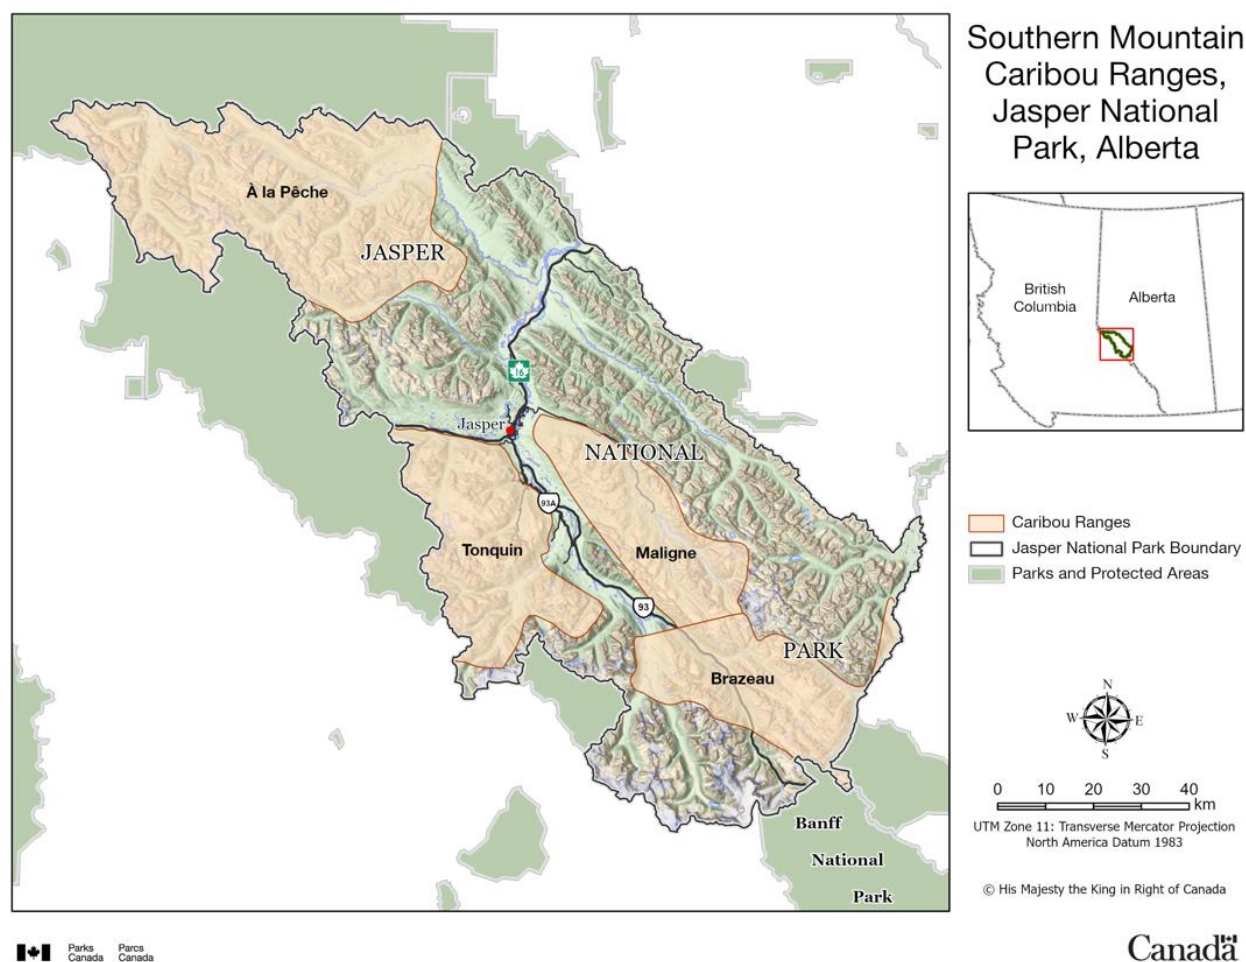 Southern Mountain
Caribou Ranges,
Jasper National
Park, Alberta
À la Pêche
JASPER
British
Columbia
Alberta
16
Jasper
NATIONAL
93A
Tonquin
Maligne
Caribou Ranges
Jasper National Park Boundary
Parks and Protected Areas
93
PARK
Brazeau
N
W E
S
0 10 20 30 40
km
UTM Zone 11: Transverse Mercator Projection
North America Datum 1983
Banff
National
Park
© His Majesty the King in Right of Canada
Parks Parcs
Canada Canada
Canada